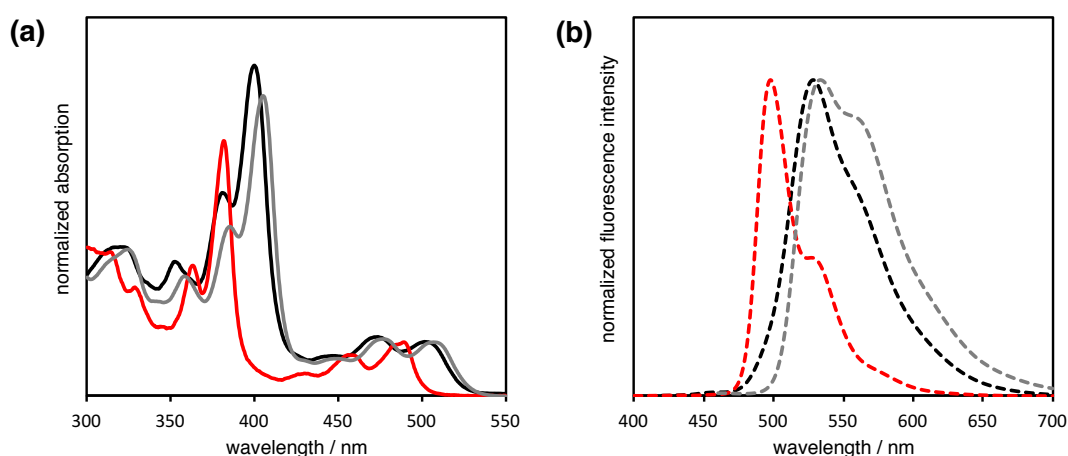 (a)
normalized absorption
300 350 400 450 500 550
wavelength / nm
(b)
normalized fluorescence intensity
400 450 500 550 600 650 700
wavelength / nm